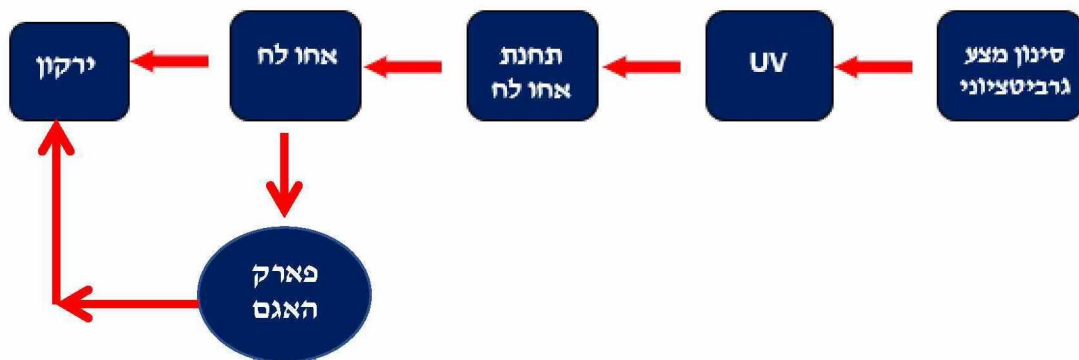 סינון מצע
גרביטציוני
UV
תחנת
אחו לח
אחו לח
ירקון
פארק
האגם